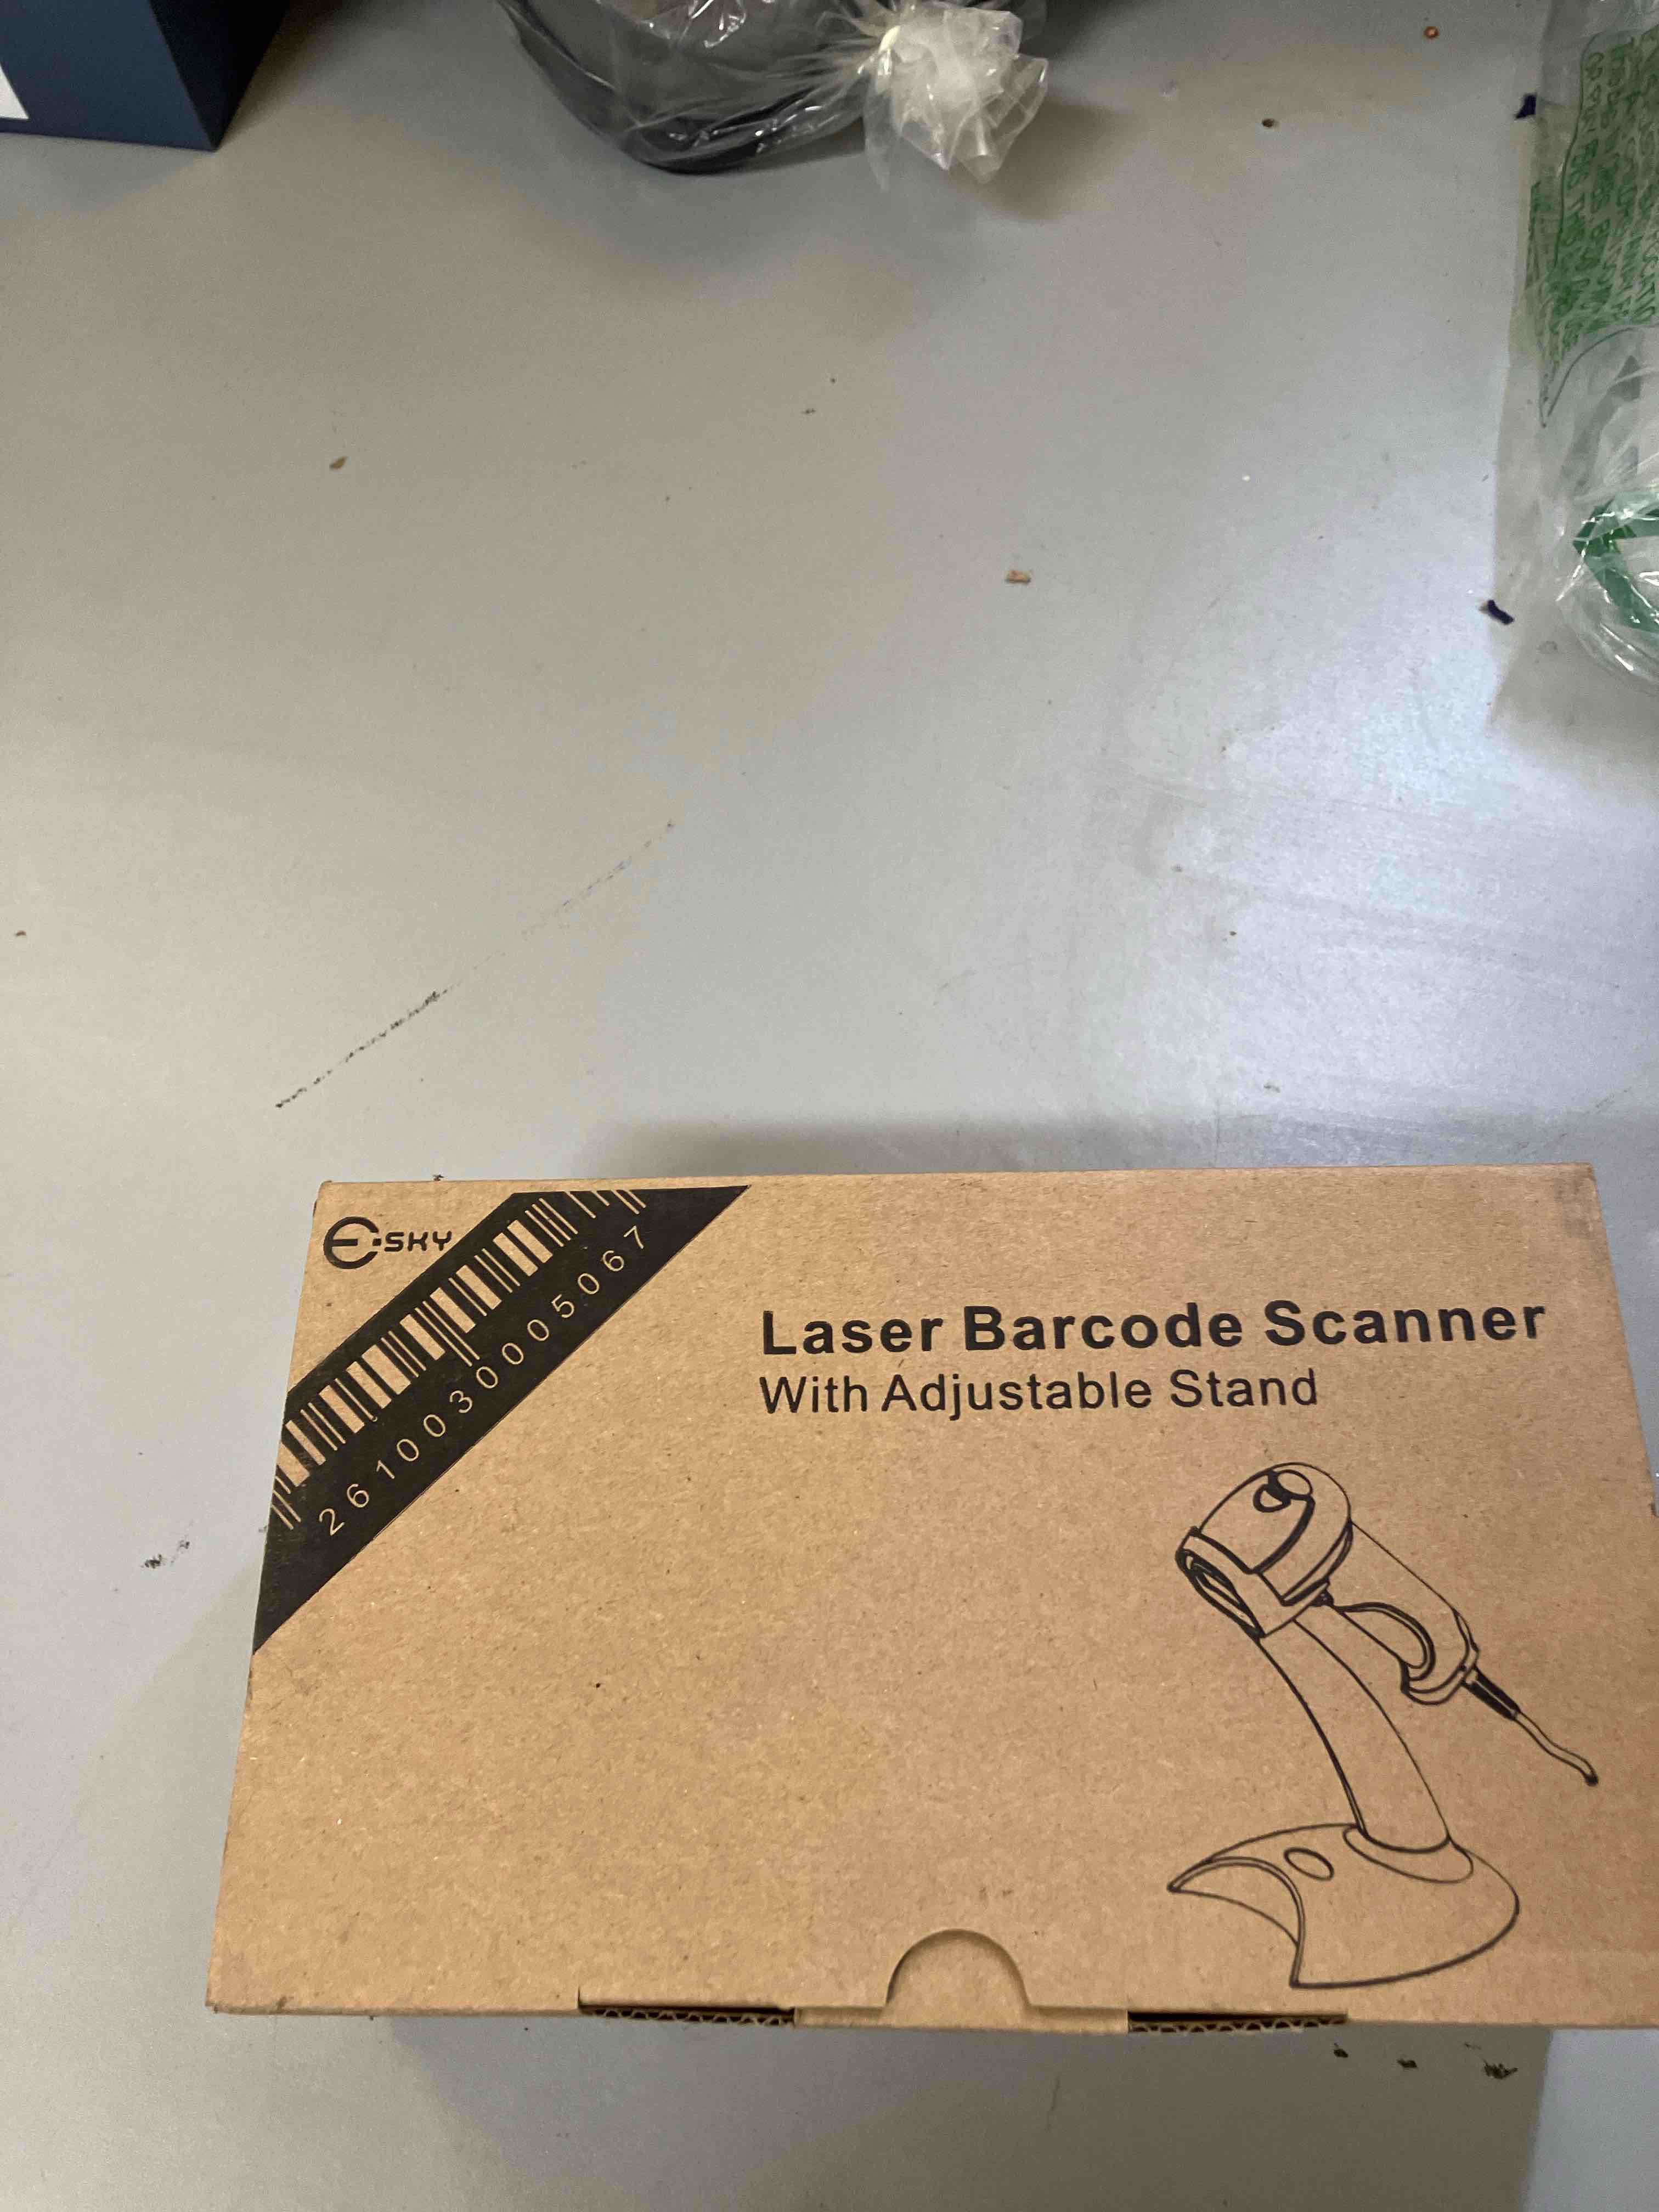 E·SKY
2610030005067
Laser Barcode Scanner
With Adjustable Stand